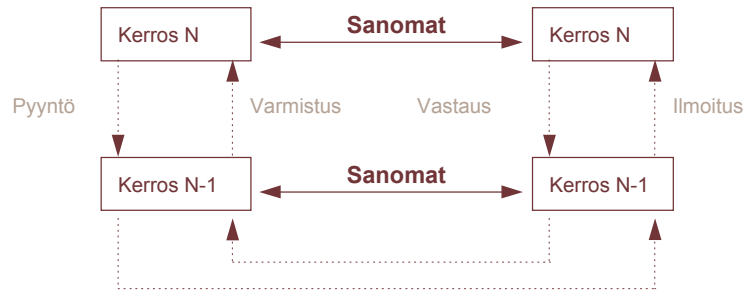 Sanomat
Kerros N
Kerros N
Pyyntö
Varmistus
Vastaus
Ilmoitus
Sanomat
Kerros N-1
Kerros N-1